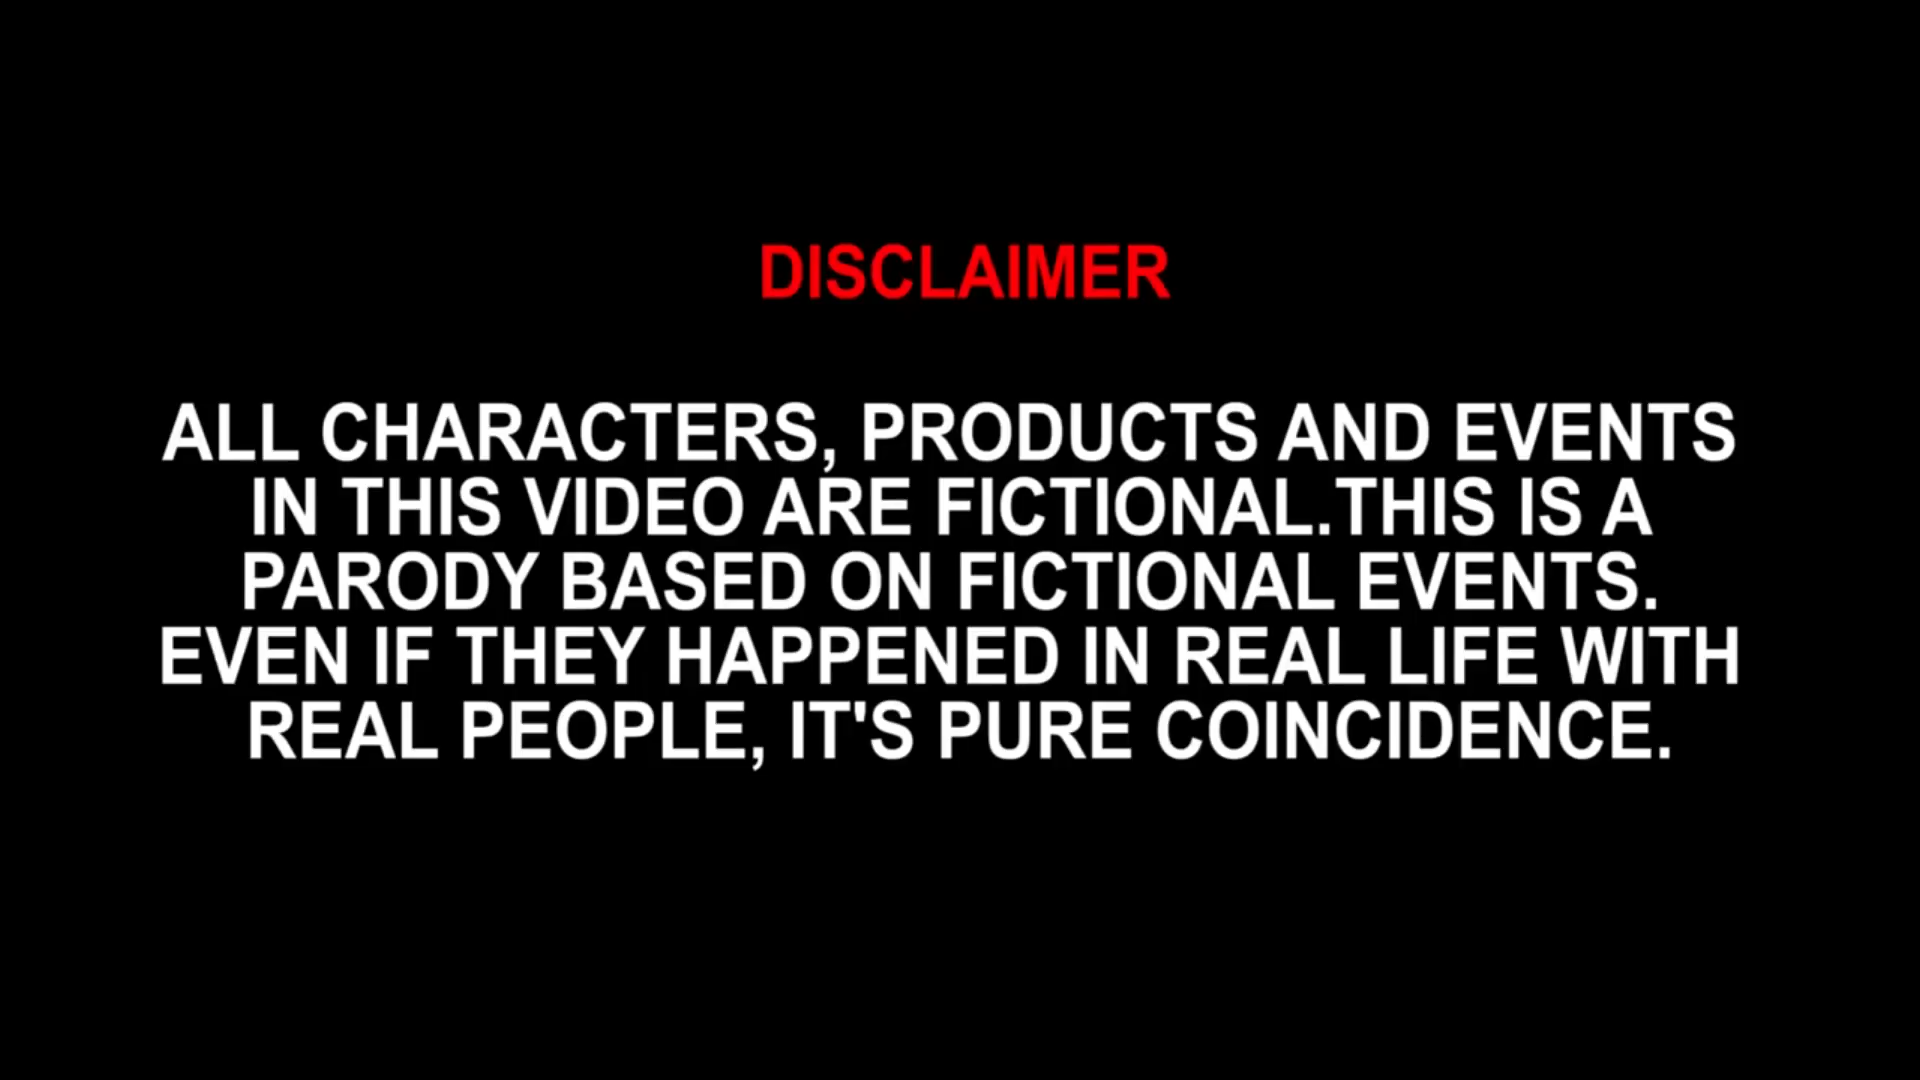 DISCLAIMER
ALL CHARACTERS, PRODUCTS AND EVENTS
IN THIS VIDEO ARE FICTIONAL.THIS IS A
PARODY BASED ON FICTIONAL EVENTS.
EVEN IF THEY HAPPENED IN REAL LIFE WITH
REAL PEOPLE, IT'S PURE COINCIDENCE.